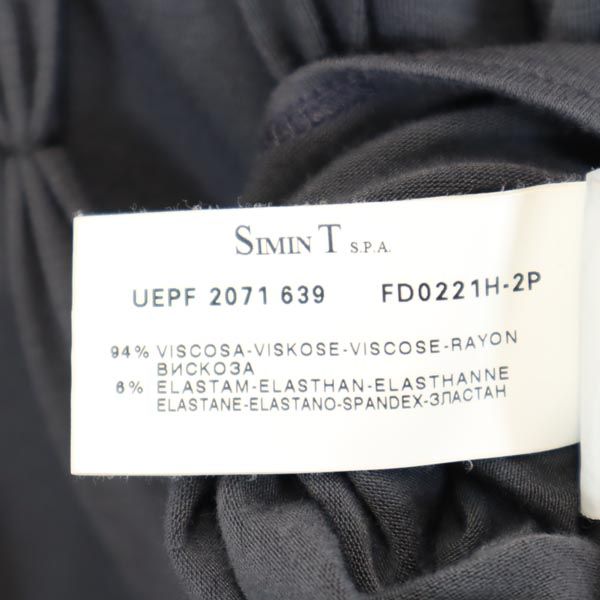 SIMIN T S.P.A.
UEPF 2071 639 FD0221H-2P
94% VISCOSA-VISKOSE-VISCOSE-RAYON
ВИСКОЗА
6% ELASTAM-ELASTHAN-ELASTHANNE
ELASTANE-ELASTANO-SPANDEX-ЗЛАСТАН